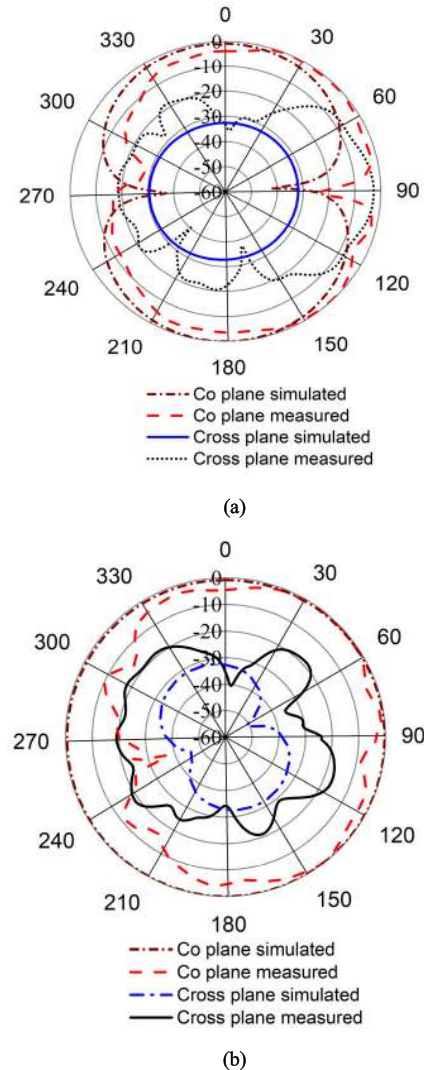 0
330 30
0
-10
300 -20 60
-30
-40
-50
270 -60 90
240 120
210 150
180
Co plane simulated
Co plane measured
Cross plane simulated
Cross plane measured
(a)
0
330 30
0
-10
300 -20 60
-30
-40
-50
270 -60 90
240 120
210 150
180
Co plane simulated
Co plane measured
Cross plane simulated
Cross plane measured
(b)